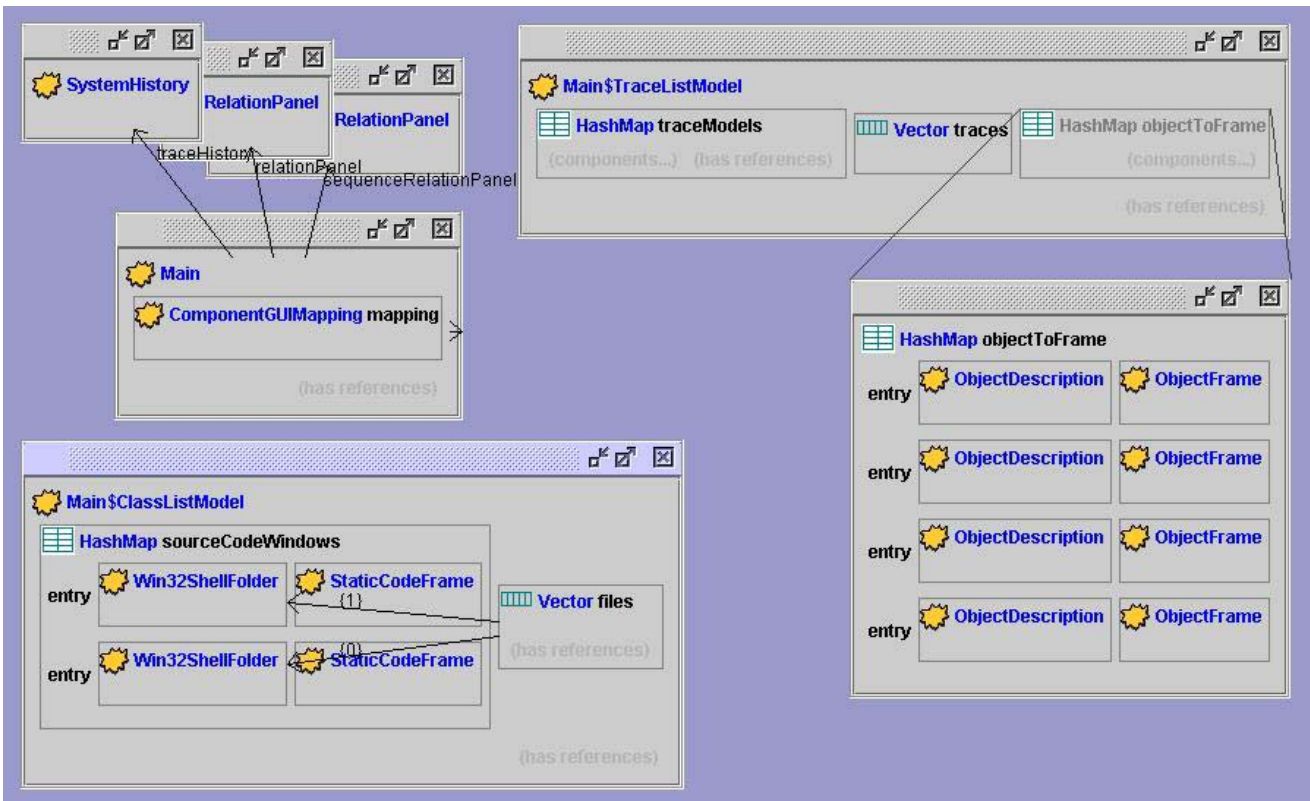 SystemHistory
RelationPanel
RelationPanel
traceHistory
relationPanel
sequenceRelationPanel
Main
ComponentGUIMapping mapping
(has references)
Main$TraceListModel
HashMap traceModels
(components...) (has references)
Vector traces
HashMap objectToFrame
(components...)
(has references)
HashMap objectToFrame
entry ObjectDescription ObjectFrame
entry ObjectDescription ObjectFrame
entry ObjectDescription ObjectFrame
entry ObjectDescription ObjectFrame
Main$ClassListModel
HashMap sourceCodeWindows
entry Win32ShellFolder StaticCodeFrame
{1}
entry Win32ShellFolder StaticCodeFrame
{0}
Vector files
(has references)
(has references)